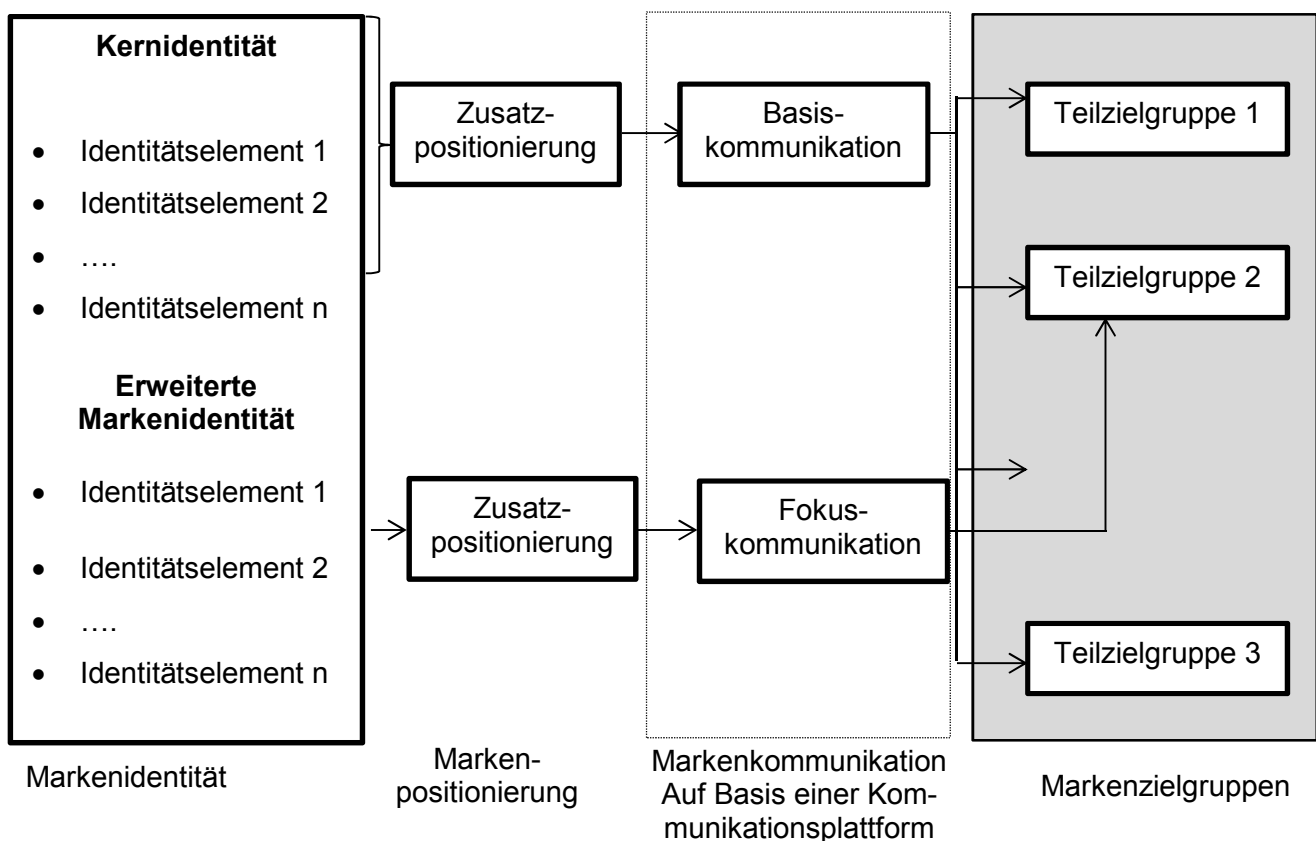 Kernidentität
• Identitätselement 1
• Identitätselement 2
• ….
• Identitätselement n
Erweiterte
Markenidentität
• Identitätselement 1
• Identitätselement 2
• ….
• Identitätselement n
Markenidentität
Zusatz-
positionierung
Zusatz-
positionierung
Marken-
positionierung
Basis-
kommunikation
Fokus-
kommunikation
Markenkommunikation
Auf Basis einer Kom-
munikationsplattform
Teilzielgruppe 1
Teilzielgruppe 2
Teilzielgruppe 3
Markenzielgruppen